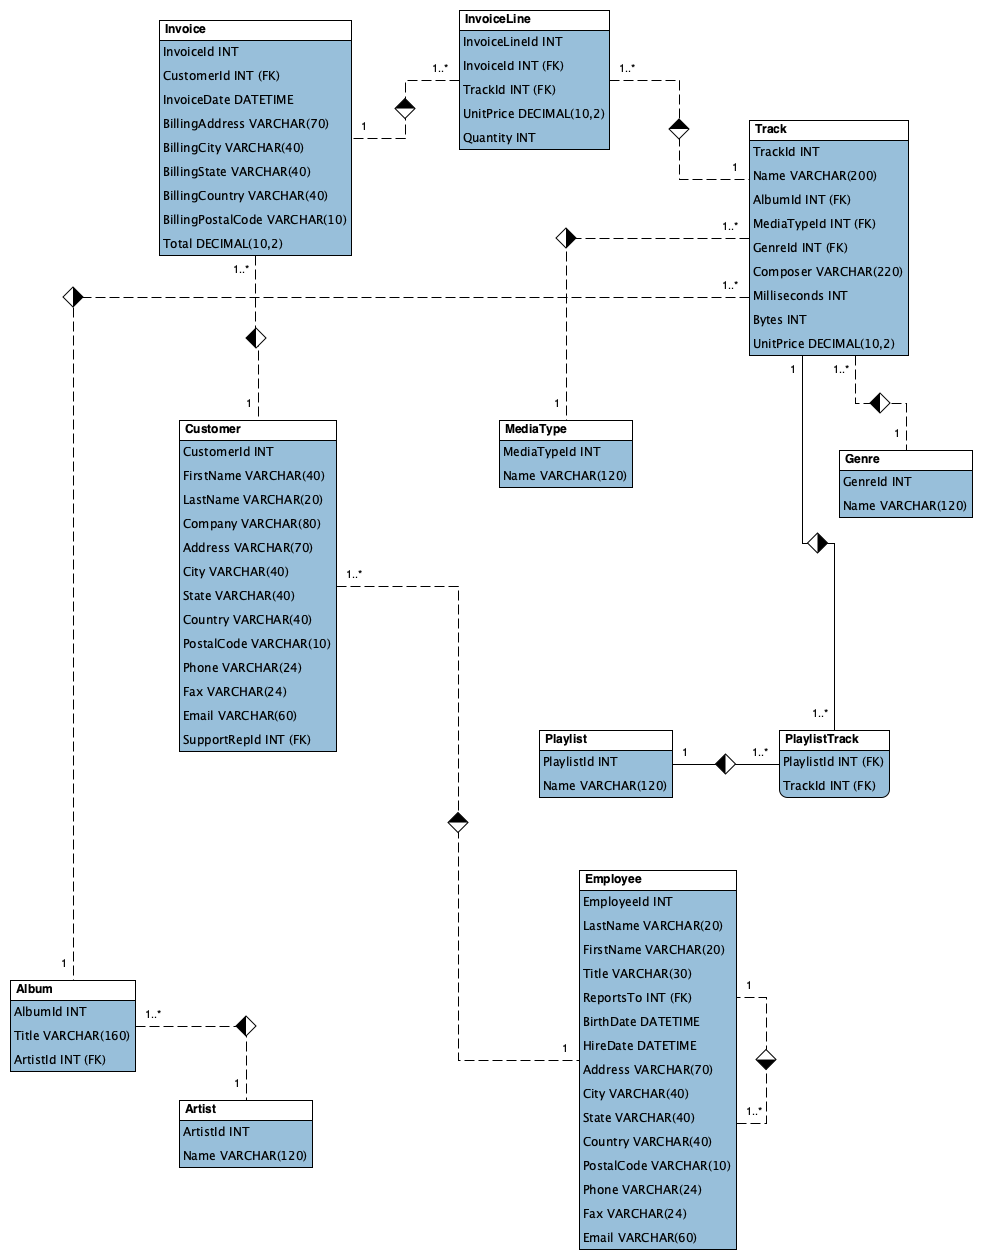 InvoiceLine
InvoiceLineId INT
InvoiceId INT (FK)
TrackId INT (FK)
UnitPrice DECIMAL(10,2)
Quantity INT
Invoice
InvoiceId INT
CustomerId INT (FK)
InvoiceDate DATETIME
BillingAddress VARCHAR(70)
BillingCity VARCHAR(40)
BillingState VARCHAR(40)
BillingCountry VARCHAR(40)
BillingPostalCode VARCHAR(10)
Total DECIMAL(10,2)
1..*
1
1..*
1
Track
TrackId INT
Name VARCHAR(200)
AlbumId INT (FK)
MediaTypeId INT (FK)
GenreId INT (FK)
Composer VARCHAR(220)
Milliseconds INT
Bytes INT
UnitPrice DECIMAL(10,2)
1..*
1..*
1..*
1
1
1..*
1
1
Customer
CustomerId INT
FirstName VARCHAR(40)
LastName VARCHAR(20)
Company VARCHAR(80)
Address VARCHAR(70)
City VARCHAR(40)
State VARCHAR(40)
Country VARCHAR(40)
PostalCode VARCHAR(10)
Phone VARCHAR(24)
Fax VARCHAR(24)
Email VARCHAR(60)
SupportRepId INT (FK)
MediaType
MediaTypeId INT
Name VARCHAR(120)
Genre
GenreId INT
Name VARCHAR(120)
1..*
1..*
Playlist
PlaylistId INT
Name VARCHAR(120)
1
1..*
PlaylistTrack
PlaylistId INT (FK)
TrackId INT (FK)
Employee
EmployeeId INT
LastName VARCHAR(20)
FirstName VARCHAR(20)
Title VARCHAR(30)
ReportsTo INT (FK)
BirthDate DATETIME
HireDate DATETIME
Address VARCHAR(70)
City VARCHAR(40)
State VARCHAR(40)
Country VARCHAR(40)
PostalCode VARCHAR(10)
Phone VARCHAR(24)
Fax VARCHAR(24)
Email VARCHAR(60)
1
1..*
1
1
Album
AlbumId INT
Title VARCHAR(160)
ArtistId INT (FK)
1..*
1
Artist
ArtistId INT
Name VARCHAR(120)